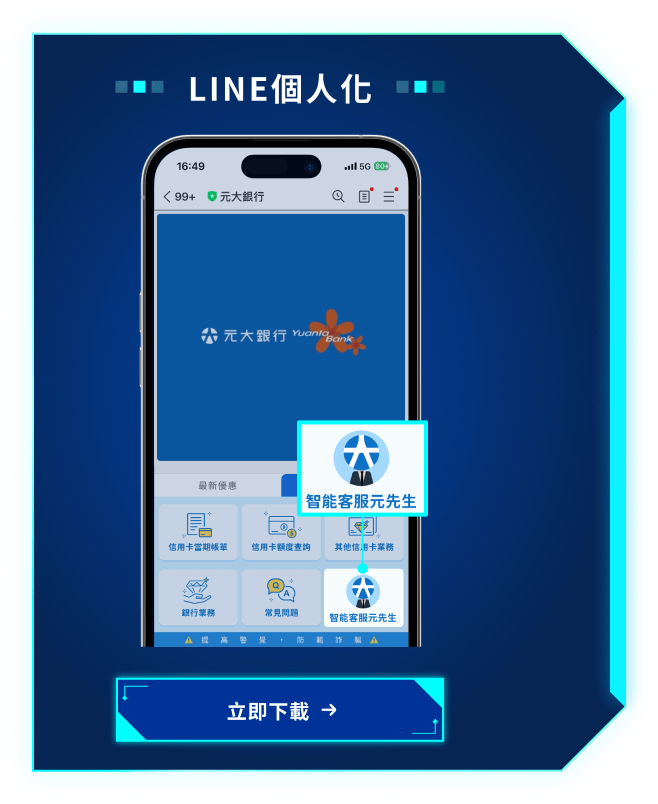 LINE個人化
16:49
5G 80+
99+ 元大銀行
元大銀行 Yuanta Bank
智能客服元先生
最新優惠
信用卡當期帳單
信用卡額度查詢
其他信用卡業務
Q
A
銀行業務
常見問題
智能客服元先生
提高警覺・防範詐騙
立即下載 →